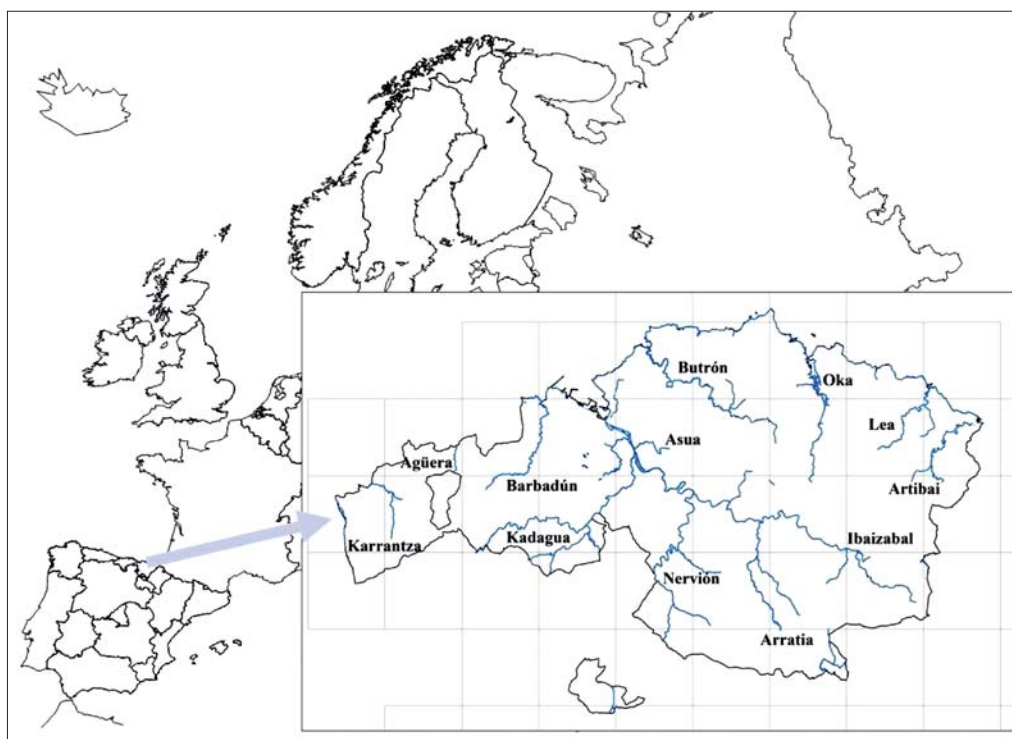 Butrón
Oka
Lea
Asua
Agüera
Barbadún
Artibai
Karrantza
Kadagua
Ibaizabal
Nervión
Arratia